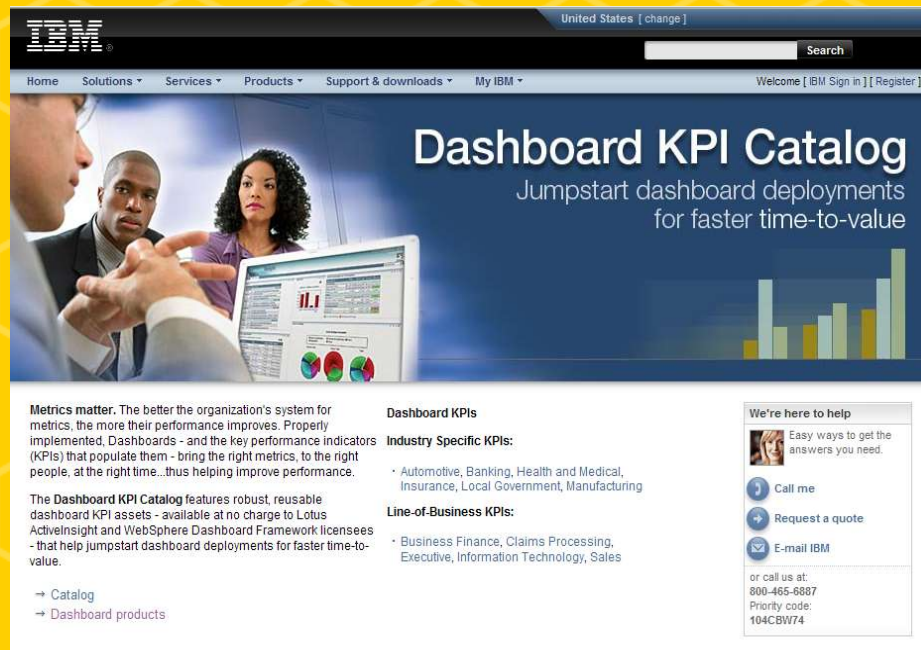 United States [ change ]
IBM®
Search
Home Solutions Services Products Support & downloads My IBM Welcome [ IBM Sign in ] [ Register ]
Dashboard KPI Catalog
Jumpstart dashboard deployments
for faster time-to-value
Metrics matter. The better the organization's system for
metrics, the more their performance improves. Properly
implemented, Dashboards - and the key performance indicators
(KPIs) that populate them - bring the right metrics, to the right
people, at the right time...thus helping improve performance.
The Dashboard KPI Catalog features robust, reusable
dashboard KPI assets - available at no charge to Lotus
ActiveInsight and WebSphere Dashboard Framework licensees
- that help jumpstart dashboard deployments for faster time-to-
value.
→ Catalog
→ Dashboard products
Dashboard KPIs
Industry Specific KPIs:
· Automotive, Banking, Health and Medical,
Insurance, Local Government, Manufacturing
Line-of-Business KPIs:
· Business Finance, Claims Processing,
Executive, Information Technology, Sales
We're here to help
Easy ways to get the
answers you need.
Call me
Request a quote
E-mail IBM
or call us at:
800-465-6887
Priority code:
104CBW74